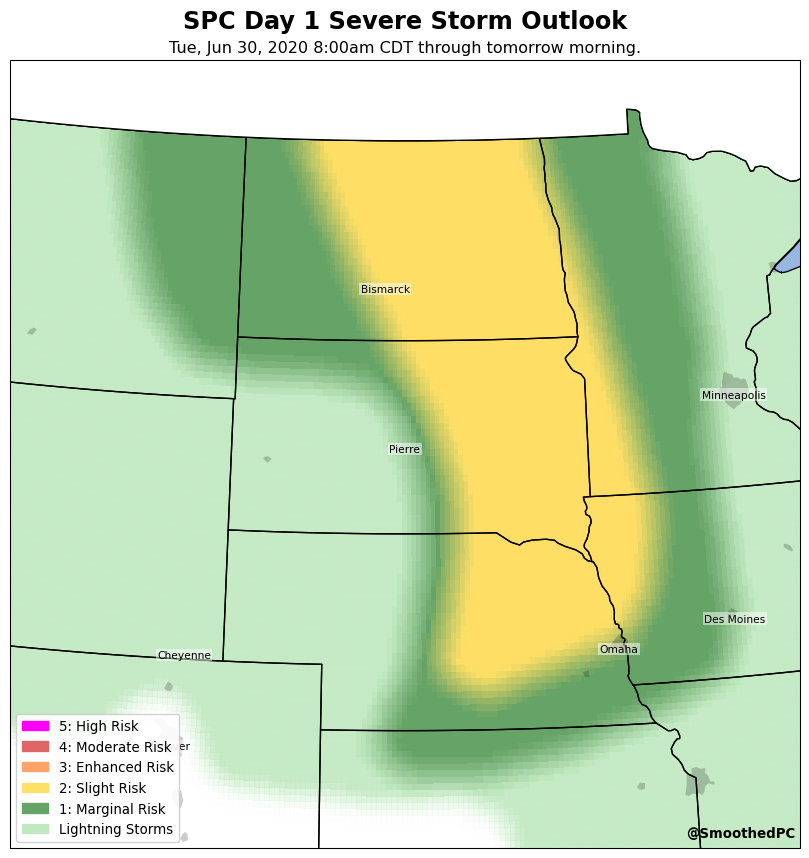 SPC Day 1 Severe Storm Outlook
Tue, Jun 30, 2020 8:00am CDT through tomorrow morning.
Bismarck
Minneapolis
Pierre
Des Moines
Omaha
Cheyenne
5: High Risk
4: Moderate Risk
3: Enhanced Risk
2: Slight Risk
1: Marginal Risk
Lightning Storms
@SmoothedPC